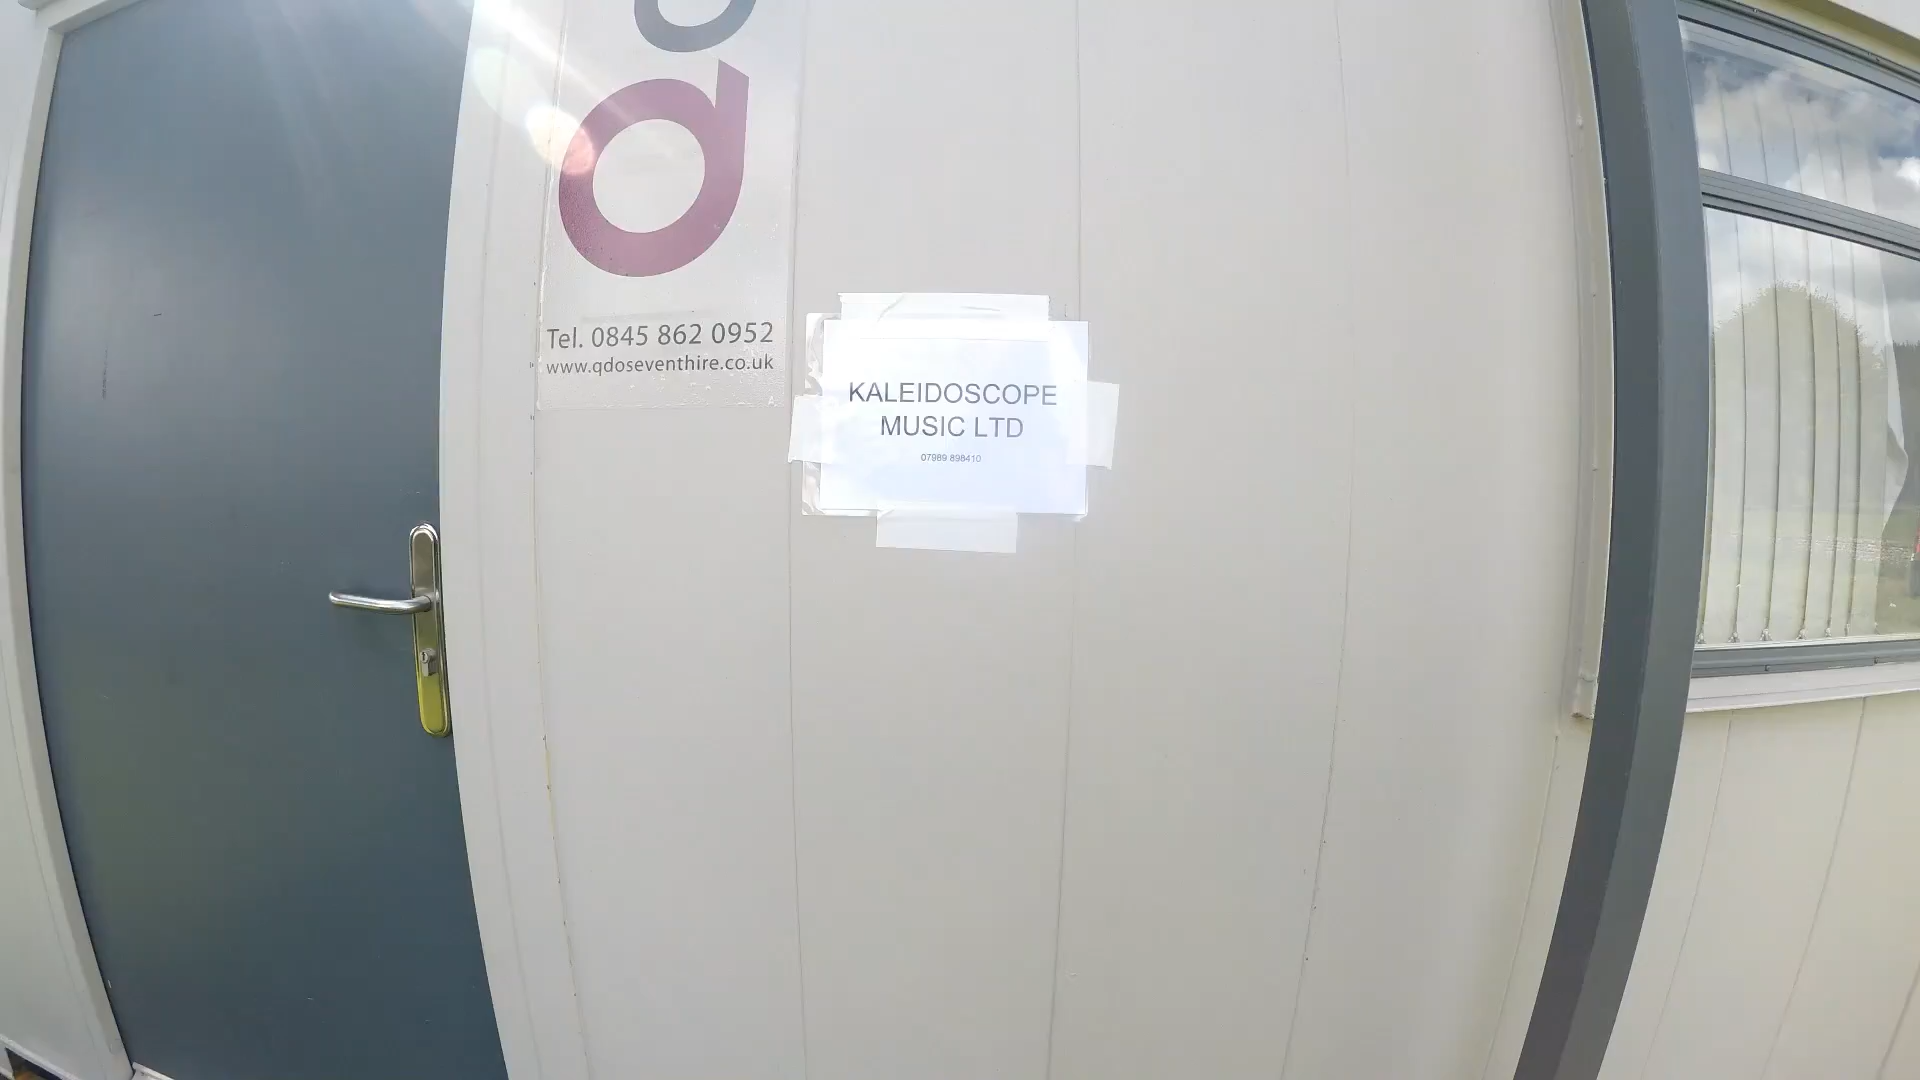 Tel. 0845 862 0952
www.qdoseventhire.co.uk
KALEIDOSCOPE
MUSIC LTD
07989 898410